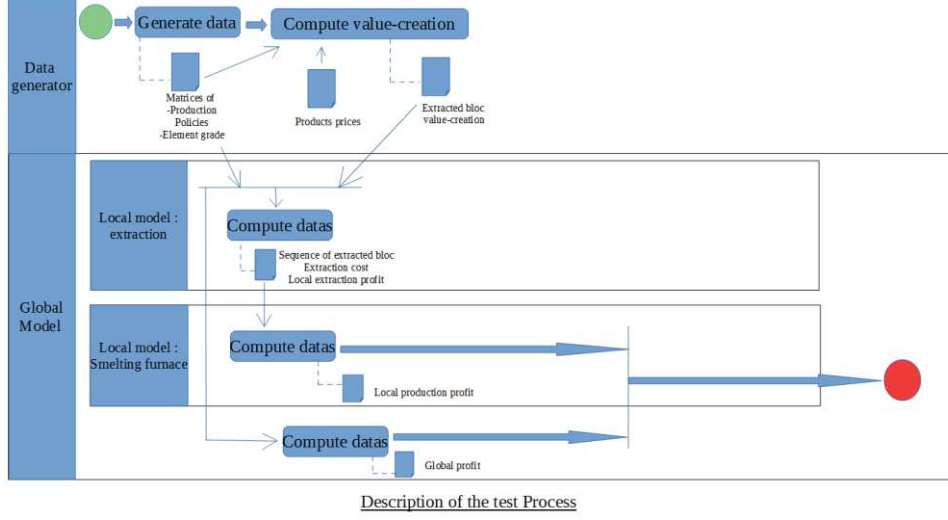 Generate data
Compute value-creation
Data
generator
Matrices of
-Production
Policies
-Element grade
Products prices
Extracted bloc
value-creation
Global
Model
Local model :
extraction
Compute datas
Sequence of extracted bloc
Extraction cost
Local extraction profit
Local model :
Smelting furnace
Compute datas
Local production profit
Compute datas
Global profit
Description of the test Process